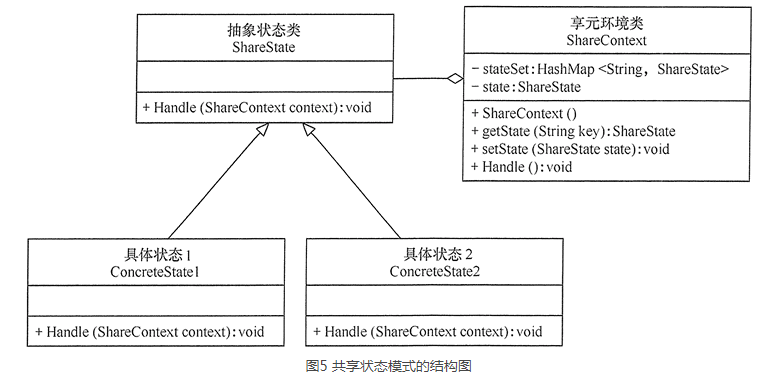 抽象状态类
ShareState
+ Handle (ShareContext context): void
享元环境类
ShareContext
− stateSet:HashMap <String, ShareState>
− state:ShareState
+ ShareContext ()
+ getState (String key):ShareState
+ setState (ShareState state): void
+ Handle (): void
具体状态1
ConcreteState1
+ Handle (ShareContext context): void
具体状态2
ConcreteState2
+ Handle (ShareContext context): void
图5 共享状态模式的结构图